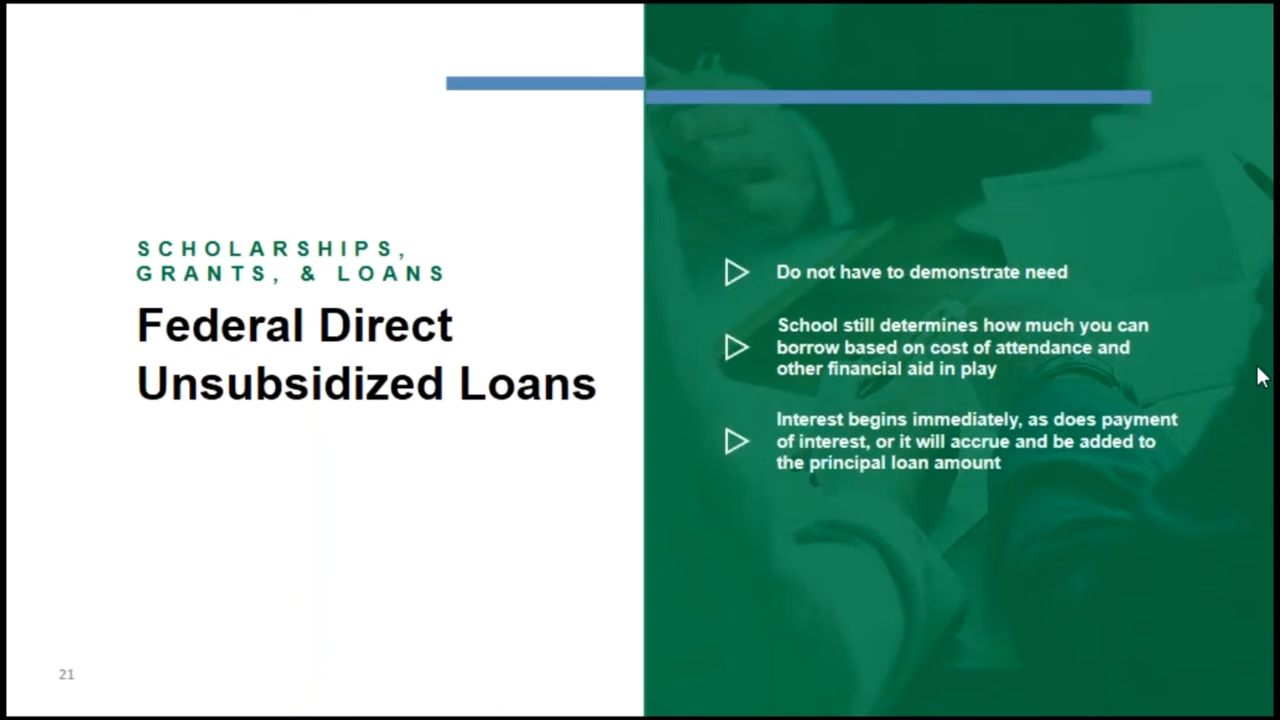 SCHOLARSHIPS,
GRANTS, & LOANS
Federal Direct
Unsubsidized Loans
Do not have to demonstrate need
School still determines how much you can
borrow based on cost of attendance and
other financial aid in play
Interest begins immediately, as does payment
of interest, or it will accrue and be added to
the principal loan amount
21